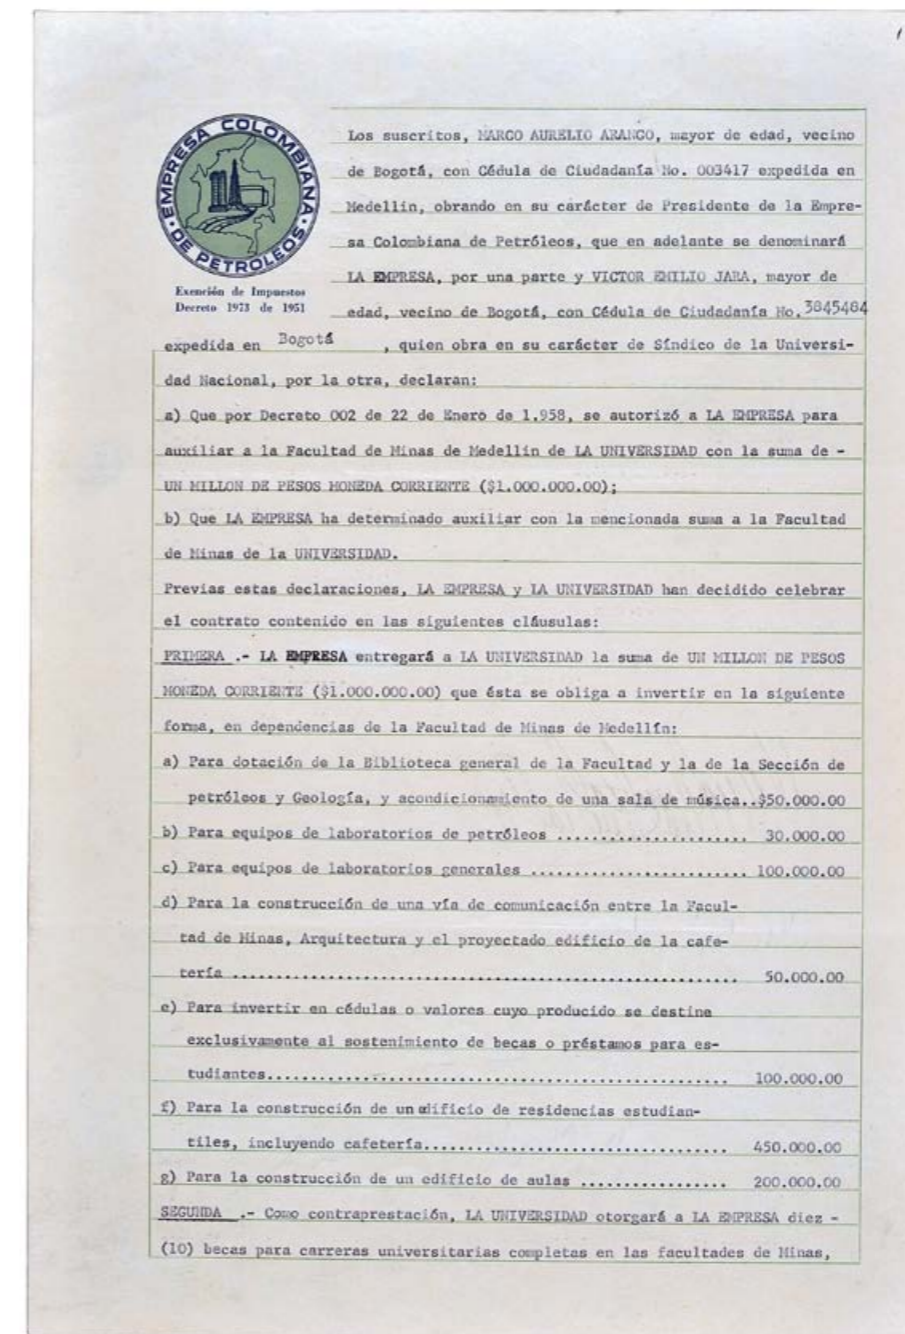 EMPRESA COLOMBIANA
DE PETROLEOS
Exención de Impuestos
Decreto 1973 de 1951
Los suscritos, MARCO AURELIO ARANGO, mayor de edad, vecino
de Bogotá, con Cédula de Ciudadanía No. 003417 expedida en
Medellín, obrando en su carácter de Presidente de la Empre-
sa Colombiana de Petróleos, que en adelante se denominará
LA EMPRESA, por una parte y VICTOR EMILIO JARA, mayor de
edad, vecino de Bogotá, con Cédula de Ciudadanía No. 3845484
expedida en Bogotá , quien obra en su carácter de Síndico de la Universi-
dad Nacional, por la otra, declaran:
a) Que por Decreto 002 de 22 de Enero de 1.958, se autorizó a LA EMPRESA para
auxiliar a la Facultad de Minas de Medellín de LA UNIVERSIDAD con la suma de -
UN MILLON DE PESOS MONEDA CORRIENTE ($1.000.000.00);
b) Que LA EMPRESA ha determinado auxiliar con la mencionada suma a la Facultad
de Minas de la UNIVERSIDAD.
Previas estas declaraciones, LA EMPRESA y LA UNIVERSIDAD han decidido celebrar
el contrato contenido en las siguientes cláusulas:
PRIMERA .- LA EMPRESA entregará a LA UNIVERSIDAD la suma de UN MILLON DE PESOS
MONEDA CORRIENTE ($1.000.000.00) que ésta se obliga a invertir en la siguiente
forma, en dependencias de la Facultad de Minas de Medellín:
a) Para dotación de la Biblioteca general de la Facultad y la de la Sección de
petróleos y Geología, y acondicionamiento de una sala de música..$50.000.00
b) Para equipos de laboratorios de petróleos ...................... 30.000.00
c) Para equipos de laboratorios generales ......................... 100.000.00
d) Para la construcción de una vía de comunicación entre la Facul-
tad de Minas, Arquitectura y el proyectado edificio de la cafe-
tería ......................................................... 50.000.00
e) Para invertir en cédulas o valores cuyo producido se destine
exclusivamente al sostenimiento de becas o préstamos para es-
tudiantes..................................................... 100.000.00
f) Para la construcción de un edificio de residencias estudian-
tiles, incluyendo cafetería................................... 450.000.00
g) Para la construcción de un edificio de aulas ................. 200.000.00
SEGUNDA .- Como contraprestación, LA UNIVERSIDAD otorgará a LA EMPRESA diez -
(10) becas para carreras universitarias completas en las facultades de Minas,